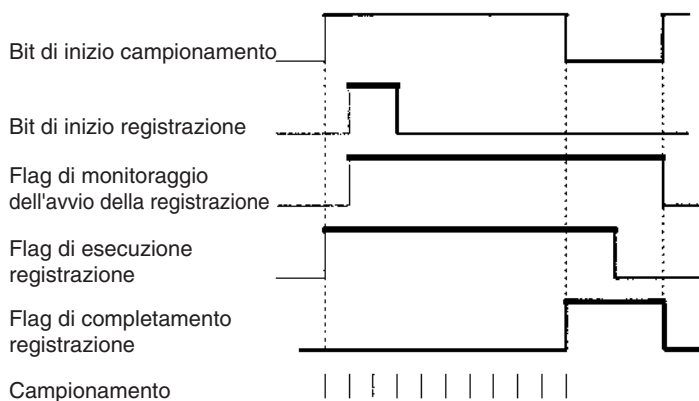 Bit di inizio campionamento
Bit di inizio registrazione
Flag di monitoraggio
dell'avvio della registrazione
Flag di esecuzione
registrazione
Flag di completamento
registrazione
Campionamento